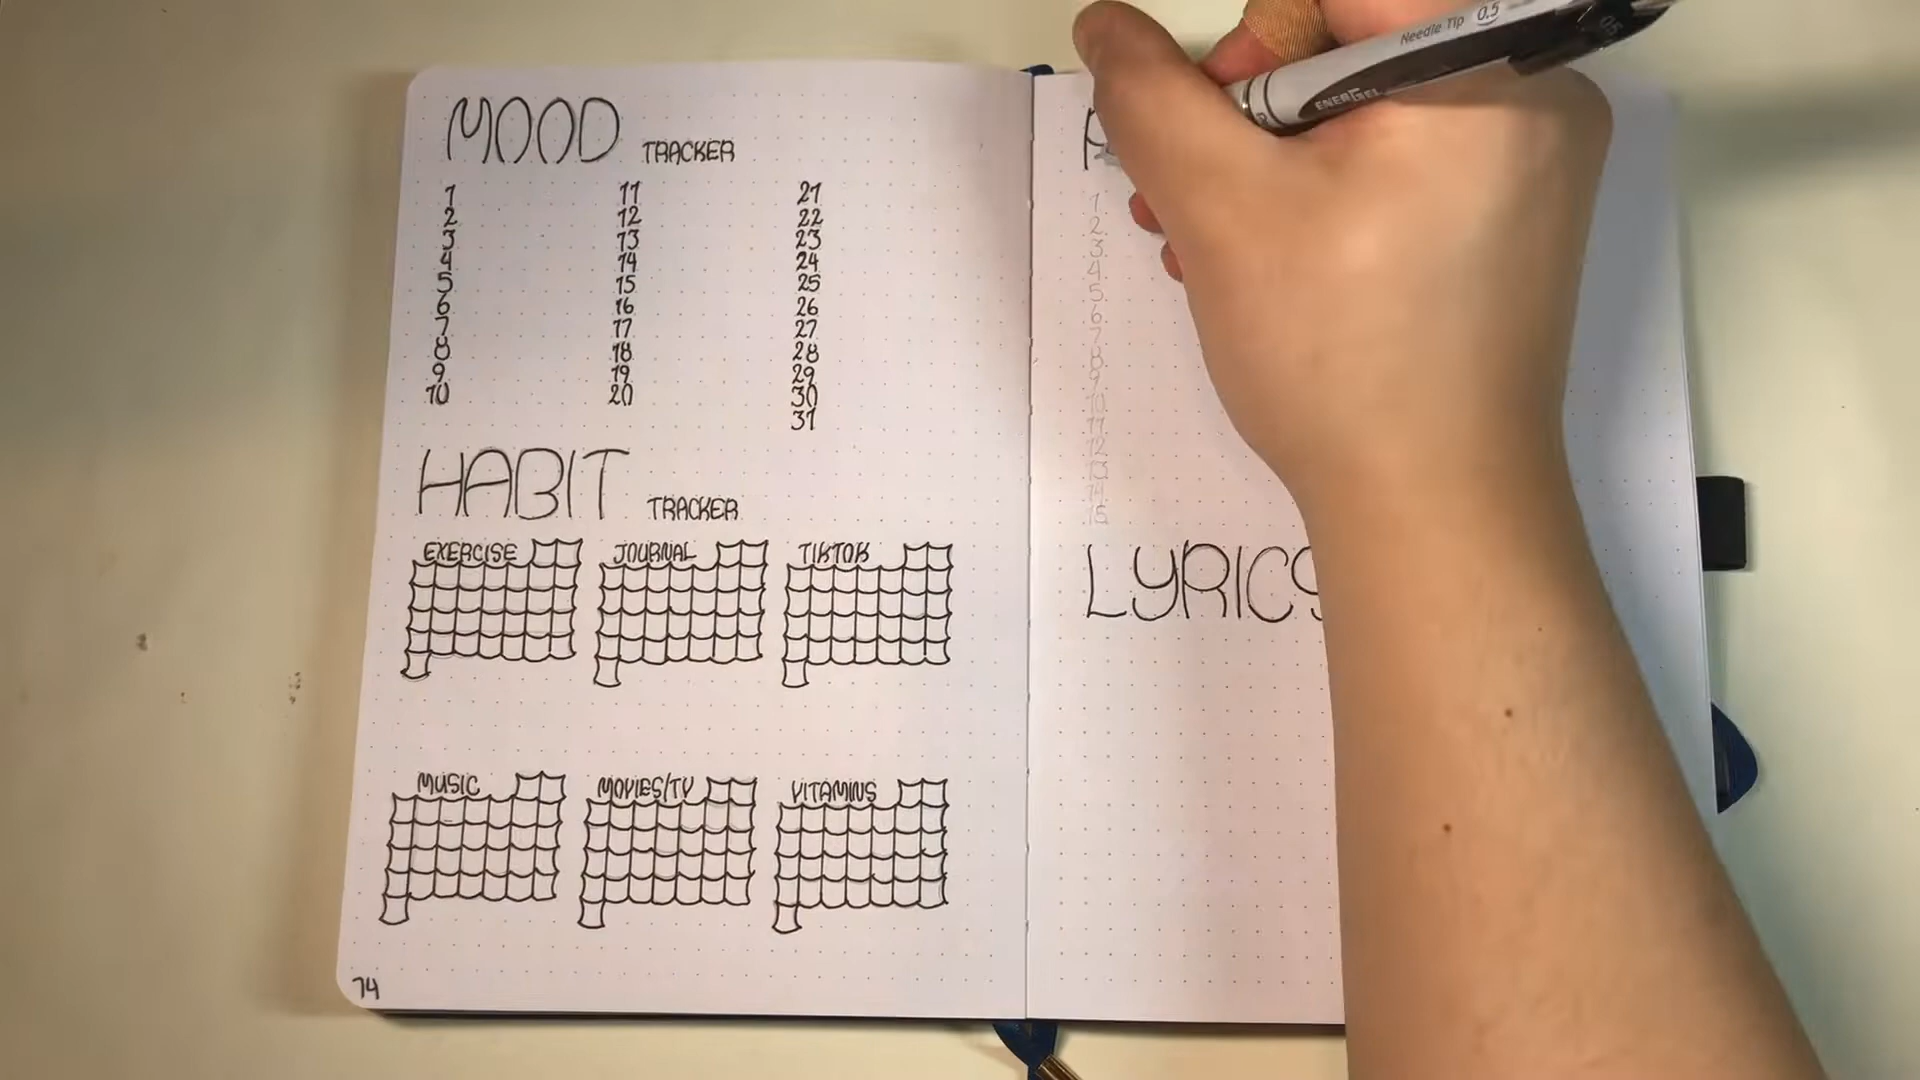 MOOD TRACKER
1 11 21
2 12 22
3 13 23
4 14 24
5 15 25
6 16 26
7 17 27
8 18 28
9 19 29
10 20 30
31
HABIT TRACKER
EXERCISE JOURNAL TIKTOK
MUSIC MOVIES/TV VITAMINS
74
Needle Tip 0.5
ENERGEL
0.5
1
2
3
4
5
6
7
8
9
10
11
12
13
14
15
LYRICS